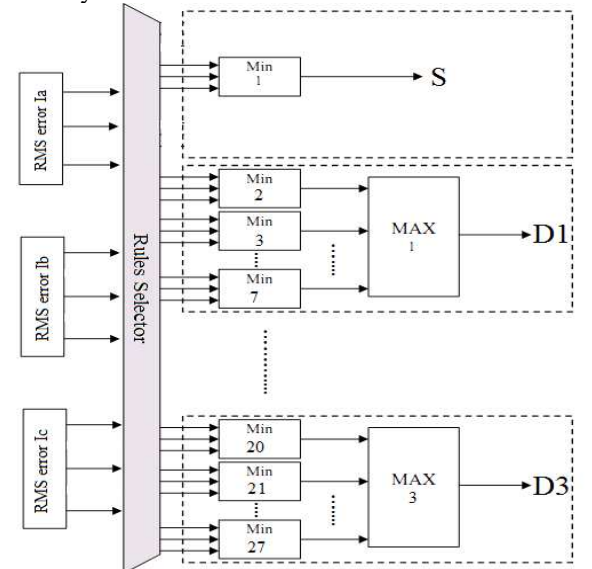 RMS error Ia
RMS error Ib
RMS error Ic
Rules Selector
Min
1
S
Min
2
Min
3
Min
7
MAX
1
D1
Min
20
Min
21
Min
27
MAX
3
D3